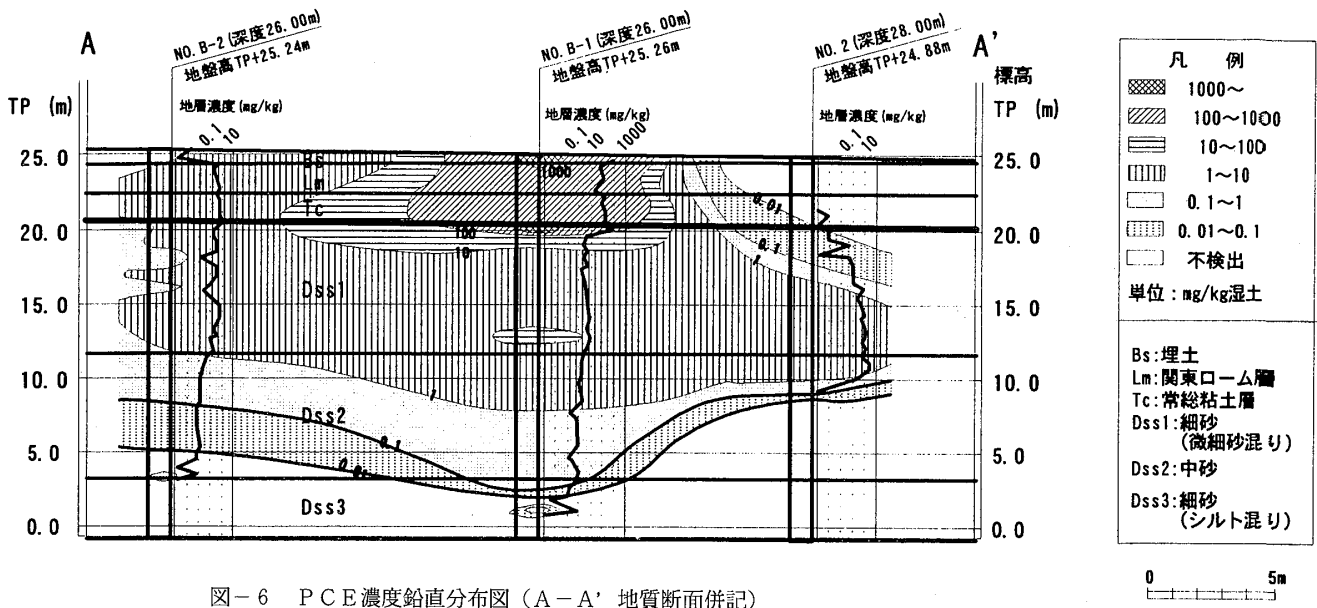 A
NO. B-2 (深度26.00m)
地盤高TP+25.24m
NO. B-1 (深度26.00m)
地盤高TP+25.26m
NO. 2 (深度28.00m)
地盤高TP+24.88m
A'
標高
TP (m)
TP (m)
地層濃度 (mg/kg)
0.1
10
地層濃度 (mg/kg)
0.1
10
1000
地層濃度 (mg/kg)
0.1
10
25.0
20.0
15.0
10.0
5.0
0.0
Bs
Lm
Tc
Dss1
Dss2
Dss3
1000
100
10
1
0.1
0.01
0.01
0.1
1
25.0
20.0
15.0
10.0
5.0
0.0
凡 例
1000～
100～1000
10～100
1～10
0.1～1
0.01～0.1
不検出
単位：mg/kg湿土
Bs:埋土
Lm:関東ローム層
Tc:常総粘土層
Dss1:細砂
(微細砂混り)
Dss2:中砂
Dss3:細砂
(シルト混り)
0 5m
図－6 ＰＣＥ濃度鉛直分布図（Ａ－Ａ’地質断面併記）